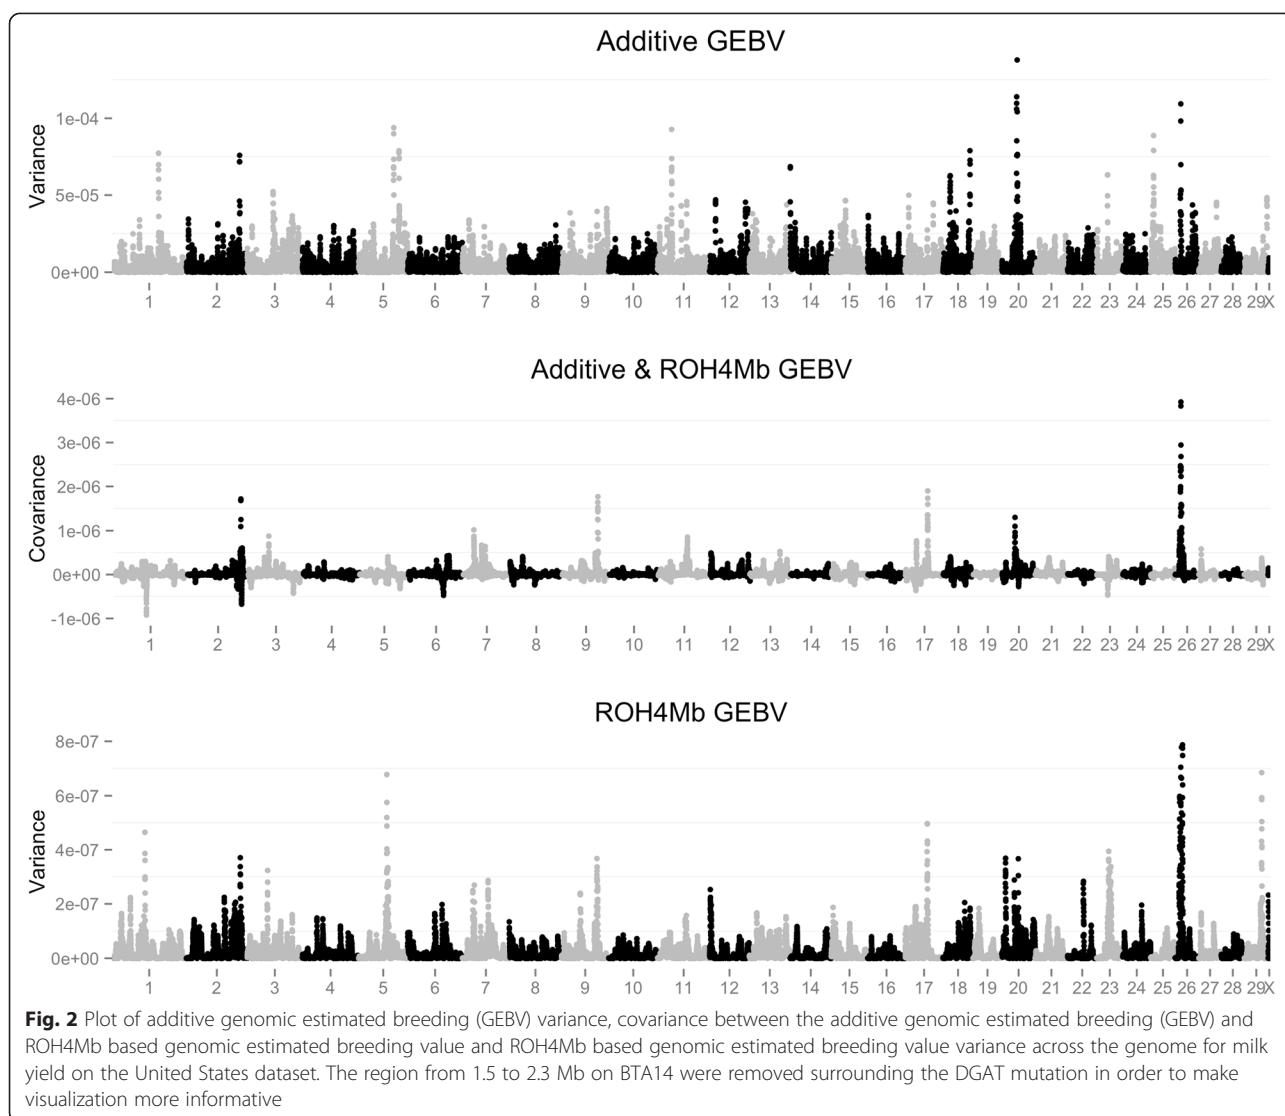 Additive GEBV
Variance
1e-04
5e-05
0e+00
1 2 3 4 5 6 7 8 9 10 11 12 13 14 15 16 17 18 19 20 21 22 23 24 25 26 27 28 29 X
Additive & ROH4Mb GEBV
Covariance
4e-06
3e-06
2e-06
1e-06
0e+00
-1e-06
1 2 3 4 5 6 7 8 9 10 11 12 13 14 15 16 17 18 19 20 21 22 23 24 25 26 27 28 29 X
ROH4Mb GEBV
Variance
8e-07
6e-07
4e-07
2e-07
0e+00
1 2 3 4 5 6 7 8 9 10 11 12 13 14 15 16 17 18 19 20 21 22 23 24 25 26 27 28 29 X
Fig. 2 Plot of additive genomic estimated breeding (GEBV) variance, covariance between the additive genomic estimated breeding (GEBV) and
ROH4Mb based genomic estimated breeding value and ROH4Mb based genomic estimated breeding value variance across the genome for milk
yield on the United States dataset. The region from 1.5 to 2.3 Mb on BTA14 were removed surrounding the DGAT mutation in order to make
visualization more informative